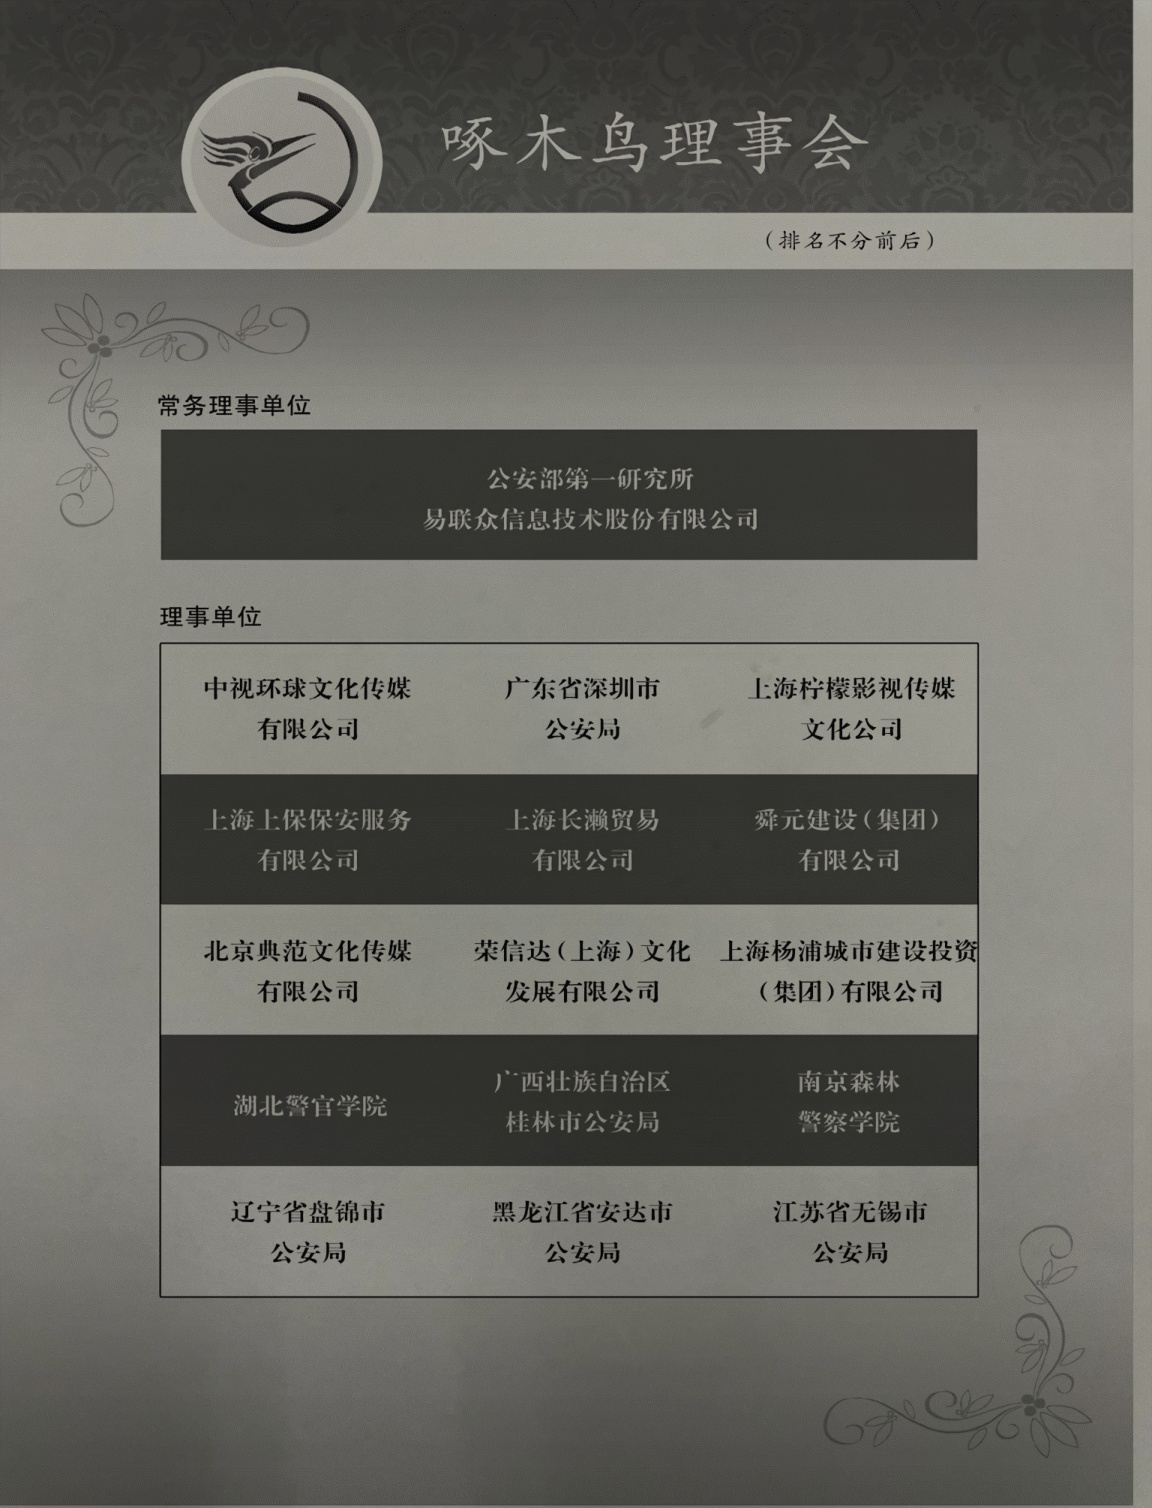 啄木鸟理事会
（排名不分前后）
常务理事单位
公安部第一研究所
易联众信息技术股份有限公司
理事单位
中视环球文化传媒
有限公司
广东省深圳市
公安局
上海柠檬影视传媒
文化公司
上海上保保安服务
有限公司
上海长濑贸易
有限公司
舜元建设（集团）
有限公司
北京典范文化传媒
有限公司
荣信达（上海）文化
发展有限公司
上海杨浦城市建设投资
（集团）有限公司
湖北警官学院
广西壮族自治区
桂林市公安局
南京森林
警察学院
辽宁省盘锦市
公安局
黑龙江省安达市
公安局
江苏省无锡市
公安局